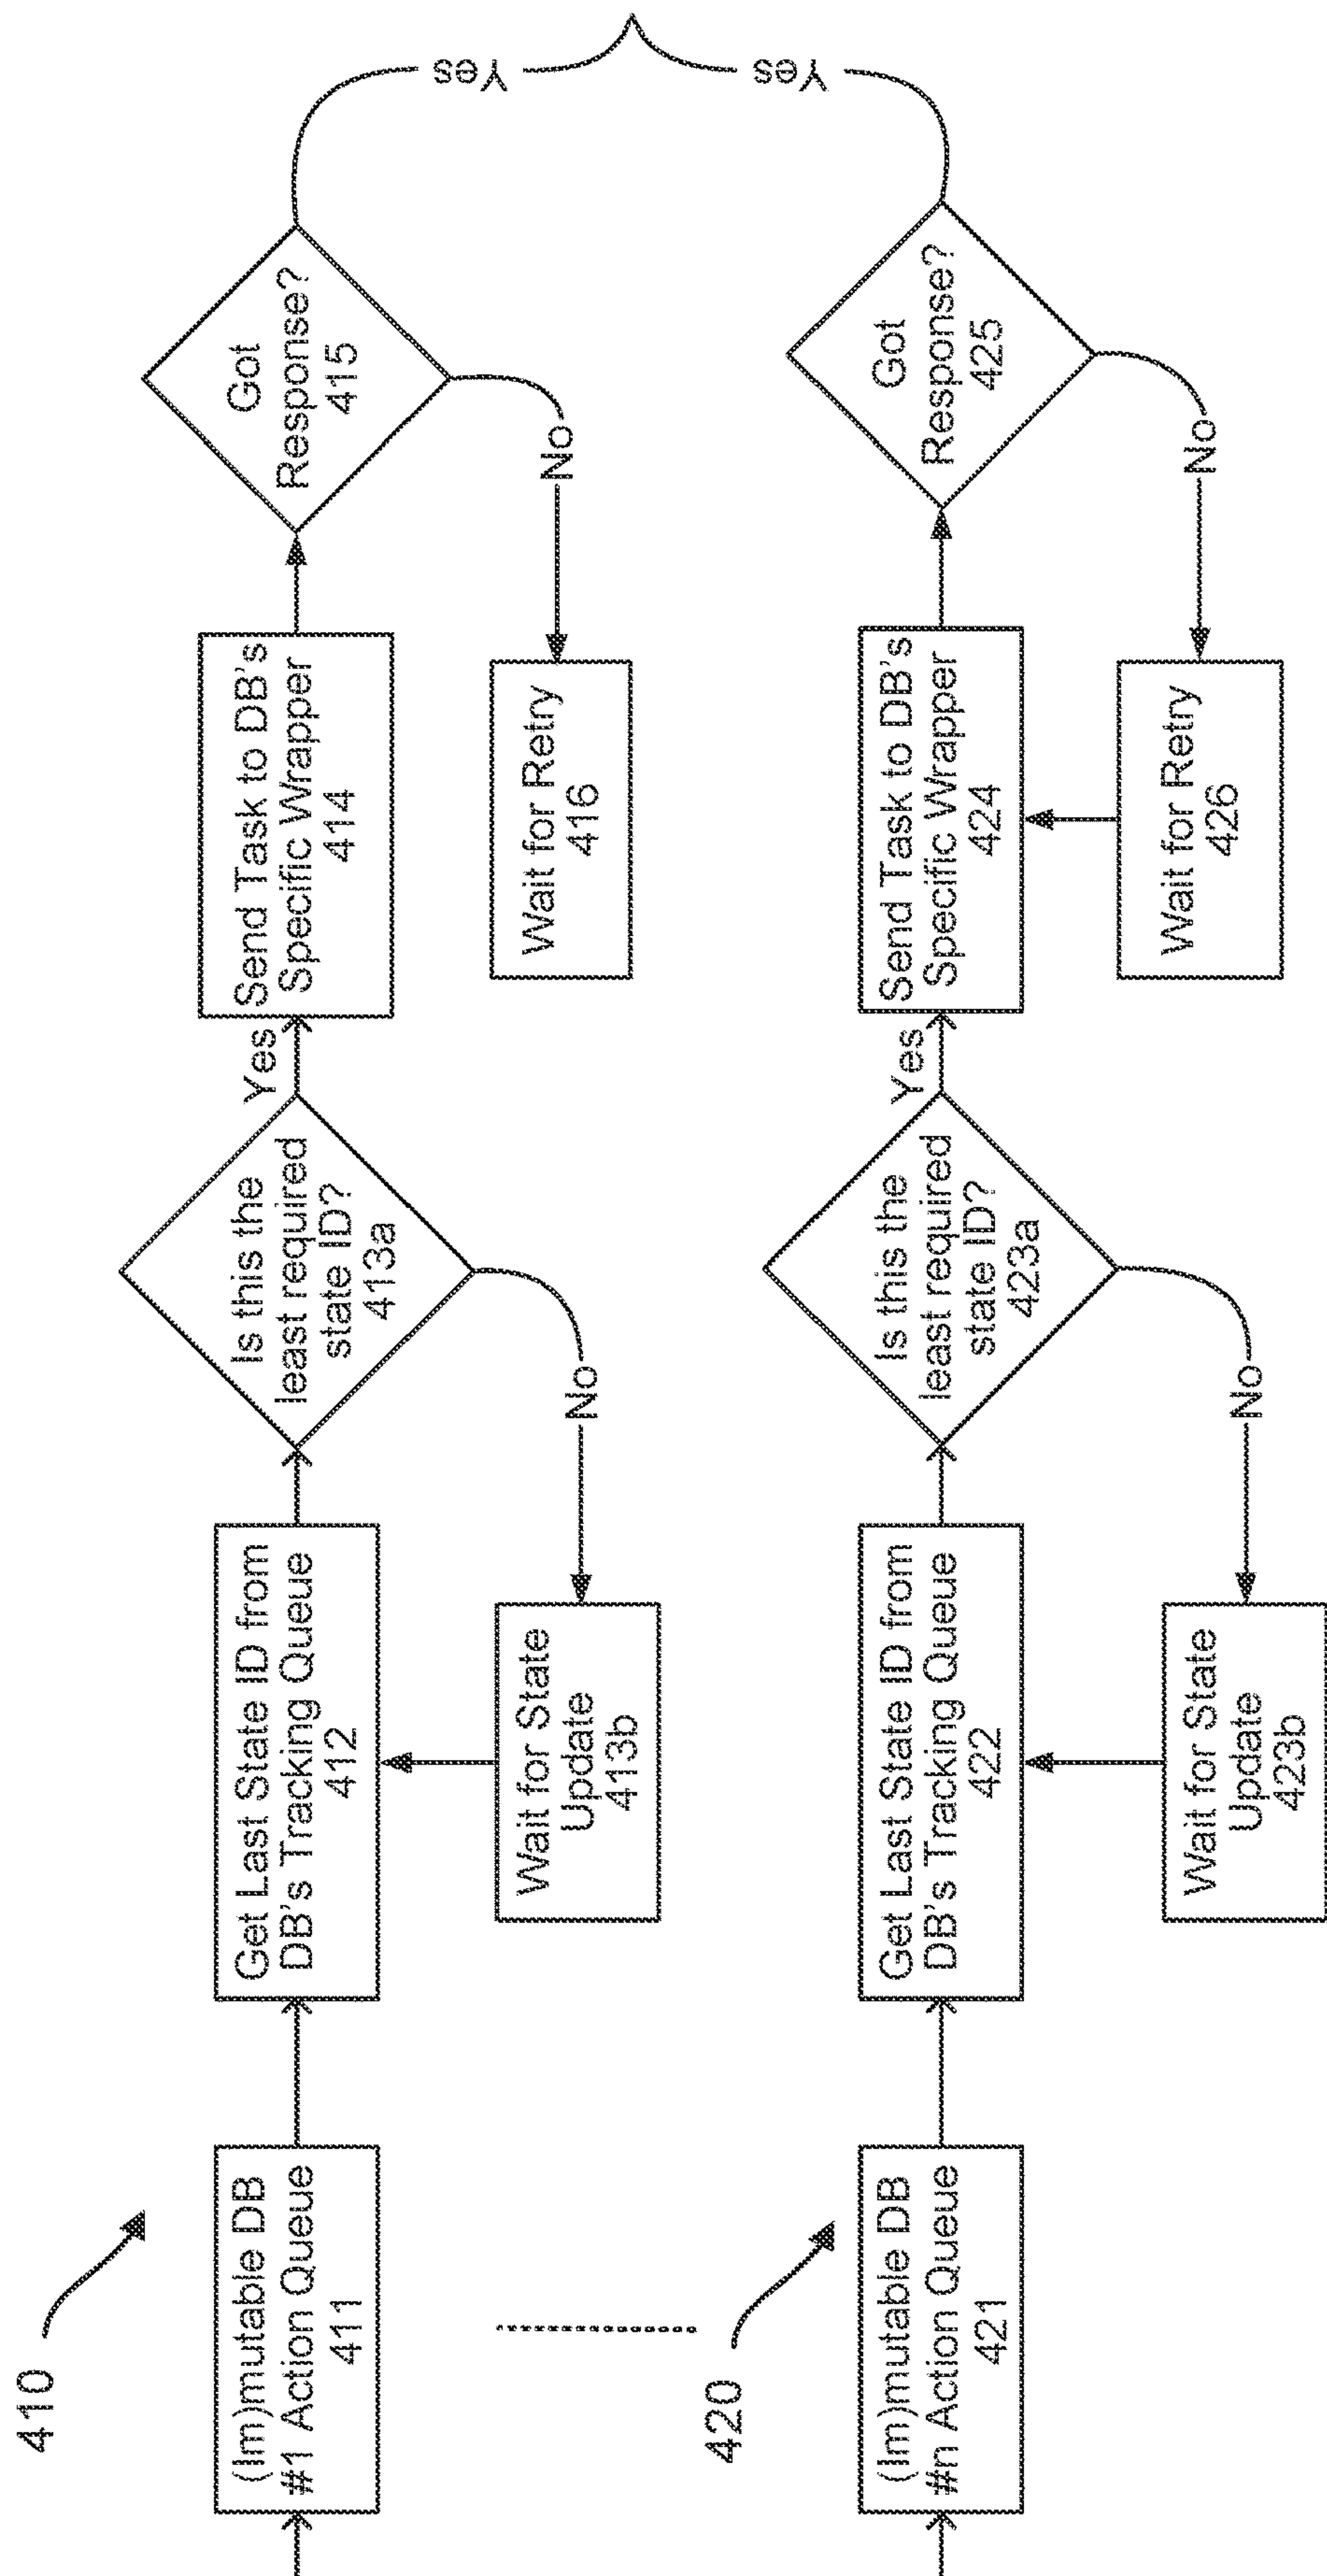 410
(Im)mutable DB
#1 Action Queue
411
Get Last State ID from
DB's Tracking Queue
412
Wait for State
Update
413b
Is this the
least required
state ID?
413a
No
Yes
Send Task to DB's
Specific Wrapper
414
Wait for Retry
416
Got
Response?
415
No
Yes
420
(Im)mutable DB
#n Action Queue
421
Get Last State ID from
DB's Tracking Queue
422
Wait for State
Update
423b
Is this the
least required
state ID?
423a
No
Yes
Send Task to DB's
Specific Wrapper
424
Wait for Retry
426
Got
Response?
425
No
Yes